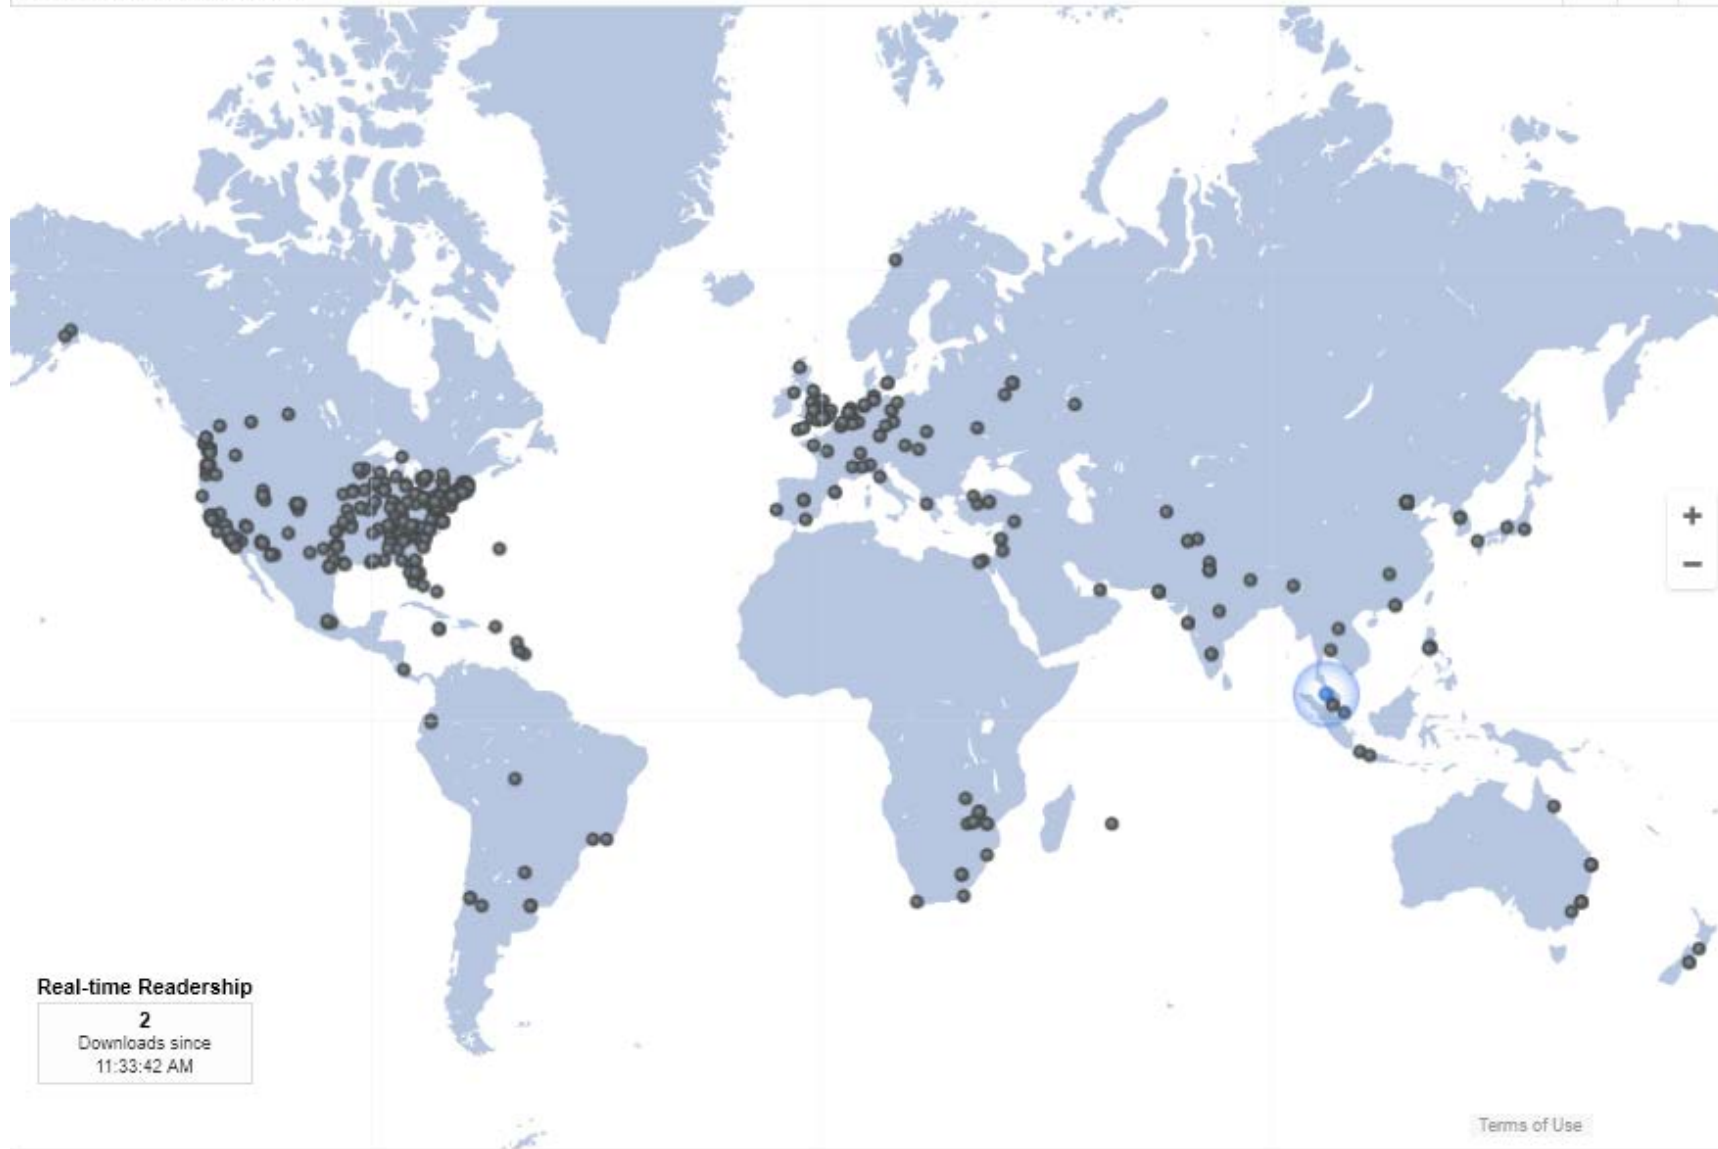 +
−
Real-time Readership
2
Downloads since
11:33:42 AM
Terms of Use